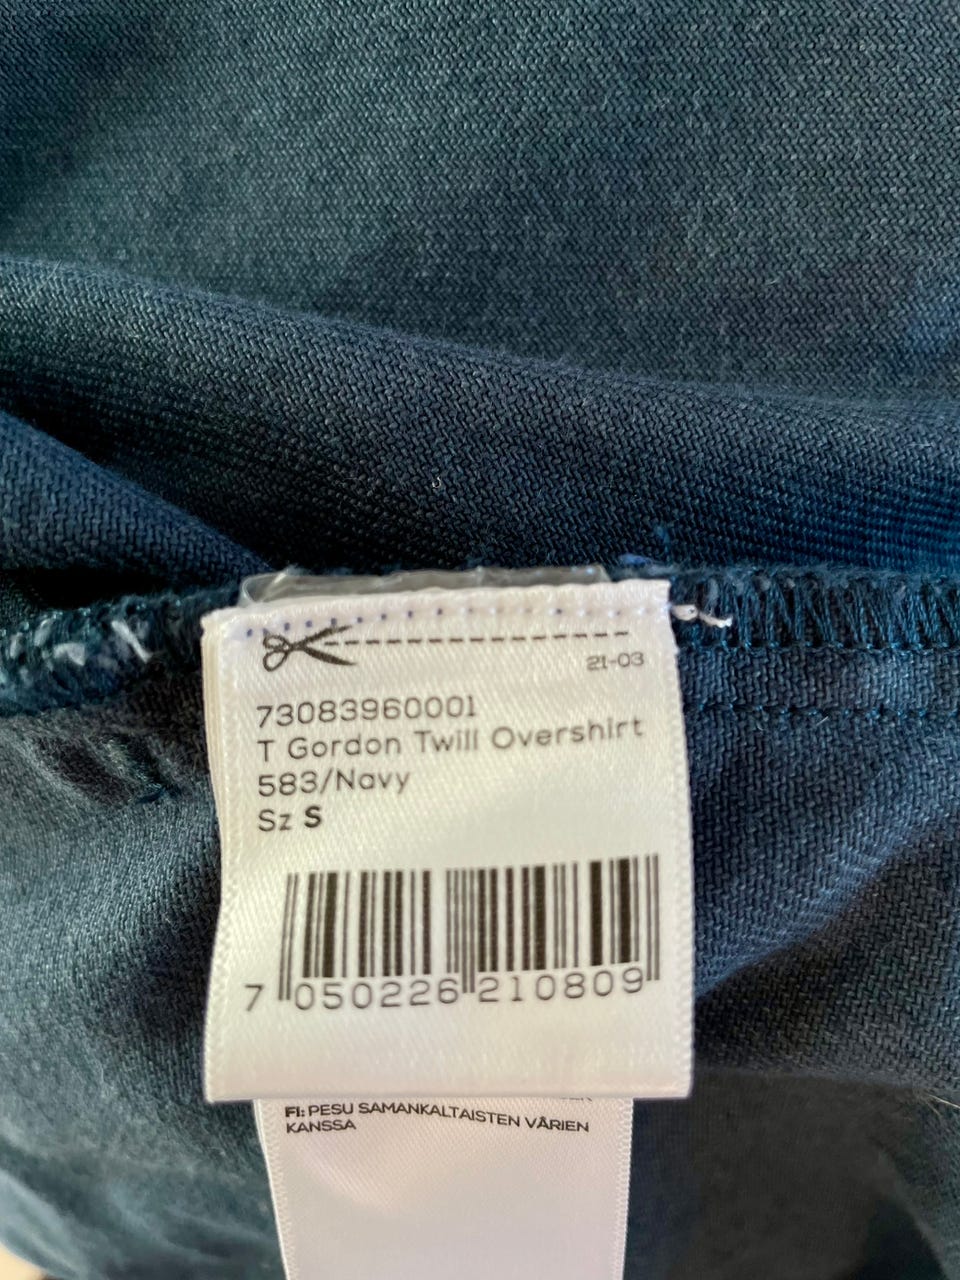 21-03
73083960001
T Gordon Twill Overshirt
583/Navy
Sz S
7 050226 210809
FI: PESU SAMANKALTAISTEN VÄRIEN
KANSSA